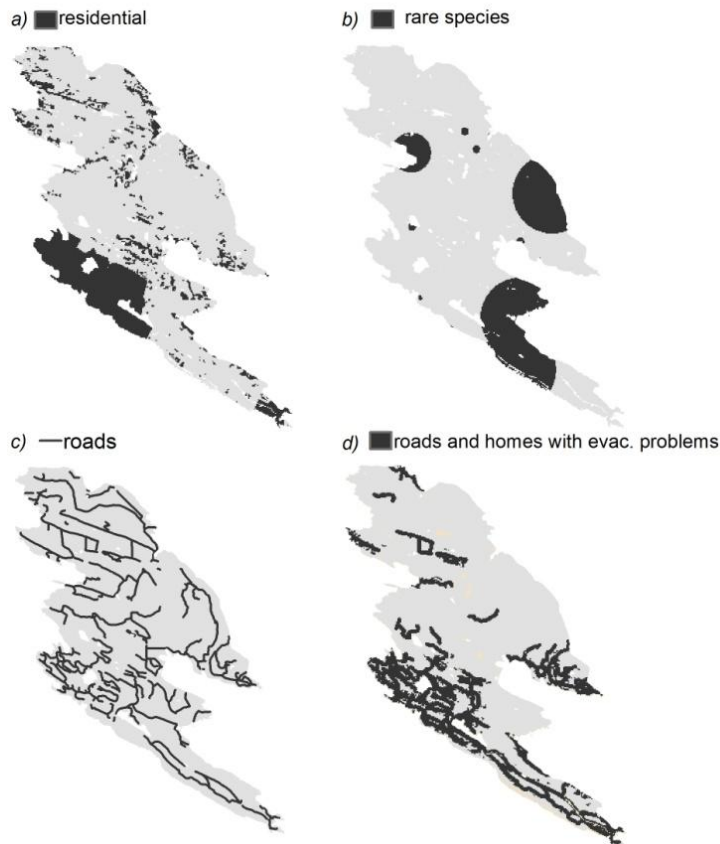 a) residential
b) rare species
c) roads
d) roads and homes with evac. problems